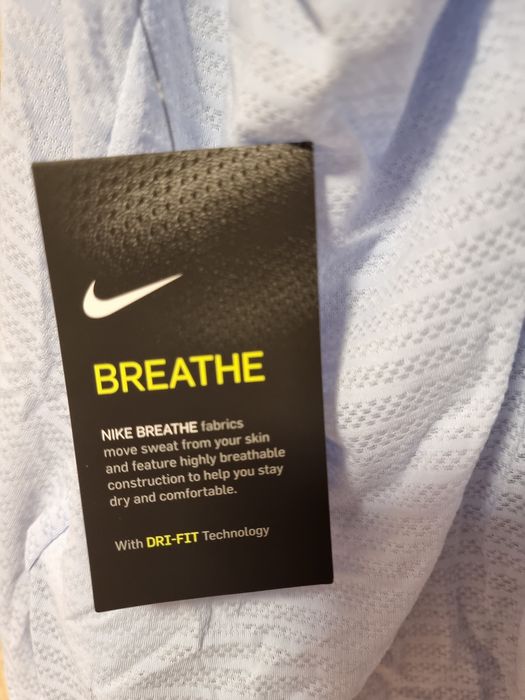 BREATHE
NIKE BREATHE fabrics
move sweat from your skin
and feature highly breathable
construction to help you stay
dry and comfortable.
With DRI-FIT Technology